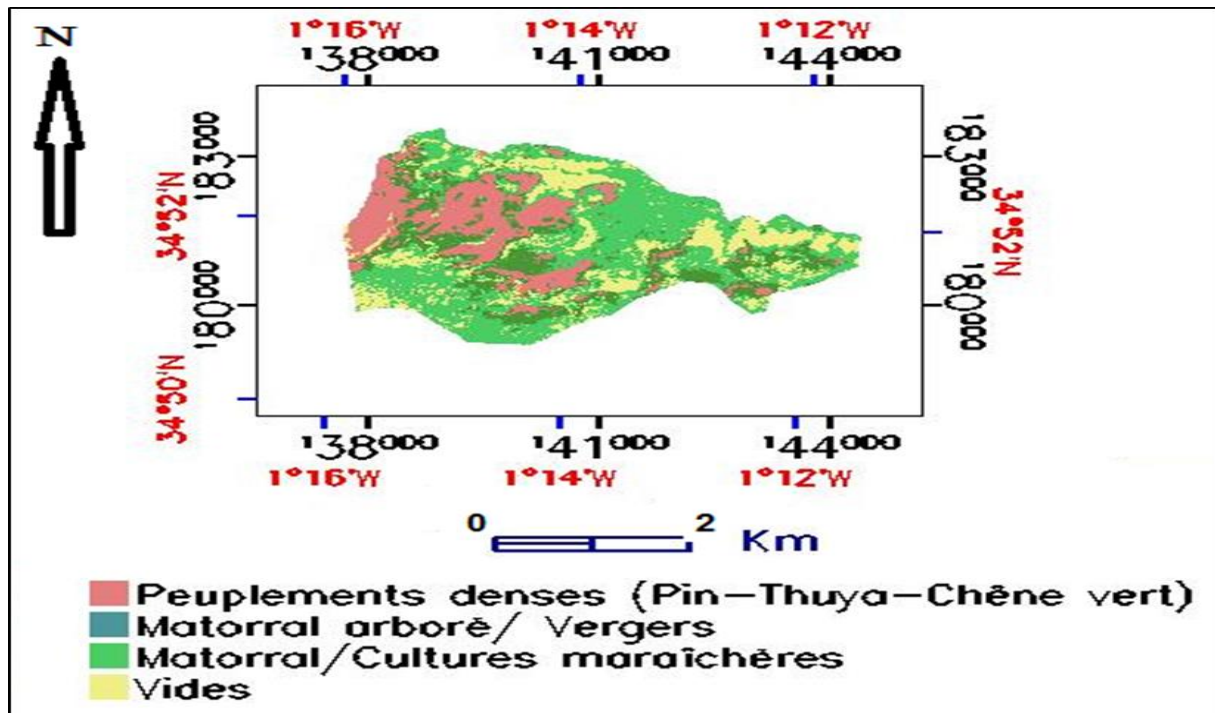 N
1°16'W 1°14'W 1°12'W
138000 141000 144000
183000 183000
34°52'N 34°52'N
180000 180000
34°50'N
138000 141000 144000
1°16'W 1°14'W 1°12'W
0 2 Km
Peuplements denses (Pin-Thuya-Chêne vert)
Matorral arboré/ Vergers
Matorral/Cultures maraîchères
Vides